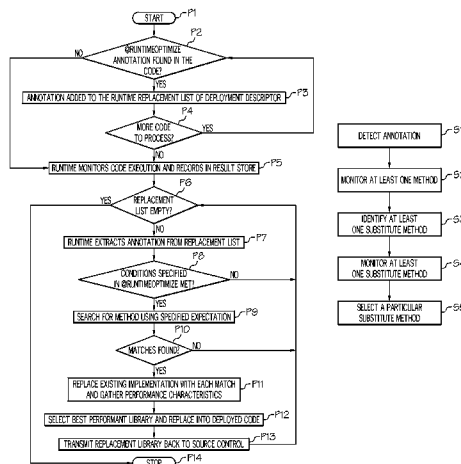 START
P1
P2
NO
@RUNTIMEOPTIMIZE
ANNOTATION FOUND IN THE
CODE?
YES
P3
ANNOTATION ADDED TO THE RUNTIME REPLACEMENT LIST OF DEPLOYMENT DESCRIPTOR
P4
MORE CODE
TO PROCESS?
YES
NO
P5
RUNTIME MONITORS CODE EXECUTION AND RECORDS IN RESULT STORE
P6
YES
REPLACEMENT
LIST EMPTY?
NO
P7
RUNTIME EXTRACTS ANNOTATION FROM REPLACEMENT LIST
P8
CONDITIONS SPECIFIED
IN @RUNTIMEOPTIMIZE MET?
NO
YES
P9
SEARCH FOR METHOD USING SPECIFIED EXPECTATION
P10
MATCHES FOUND?
NO
YES
REPLACE EXISTING IMPLEMENTATION WITH EACH MATCH
AND GATHER PERFORMANCE CHARACTERISTICS
P11
SELECT BEST PERFORMANT LIBRARY AND REPLACE INTO DEPLOYED CODE
P12
P13
TRANSMIT REPLACEMENT LIBRARY BACK TO SOURCE CONTROL
STOP
P14
DETECT ANNOTATION
MONITOR AT LEAST ONE METHOD
IDENTIFY AT LEAST
ONE SUBSTITUTE METHOD
MONITOR AT LEAST
ONE SUBSTITUTE METHOD
SELECT A PARTICULAR
SUBSTITUTE METHOD